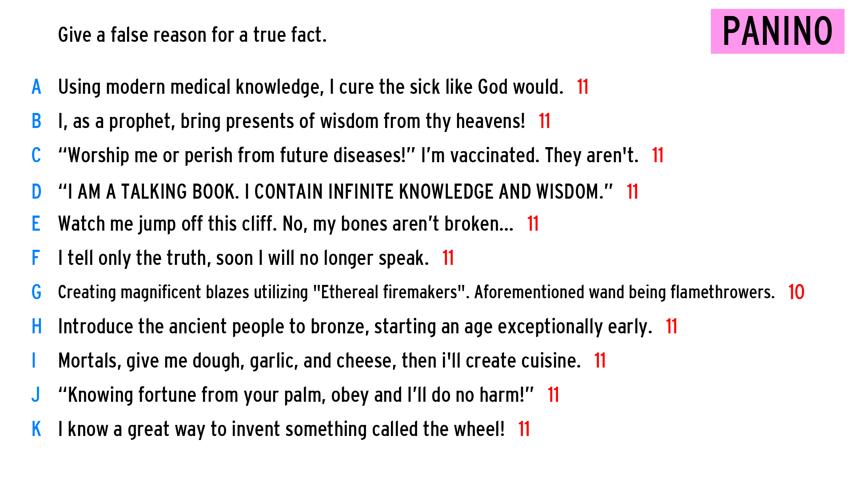 Give a false reason for a true fact.
PANINO
A Using modern medical knowledge, I cure the sick like God would. 11
B I, as a prophet, bring presents of wisdom from thy heavens! 11
C “Worship me or perish from future diseases!” I’m vaccinated. They aren't. 11
D “I AM A TALKING BOOK. I CONTAIN INFINITE KNOWLEDGE AND WISDOM.” 11
E Watch me jump off this cliff. No, my bones aren’t broken... 11
F I tell only the truth, soon I will no longer speak. 11
G Creating magnificent blazes utilizing "Ethereal firemakers". Aforementioned wand being flamethrowers. 10
H Introduce the ancient people to bronze, starting an age exceptionally early. 11
I Mortals, give me dough, garlic, and cheese, then i'll create cuisine. 11
J “Knowing fortune from your palm, obey and I’ll do no harm!” 11
K I know a great way to invent something called the wheel! 11